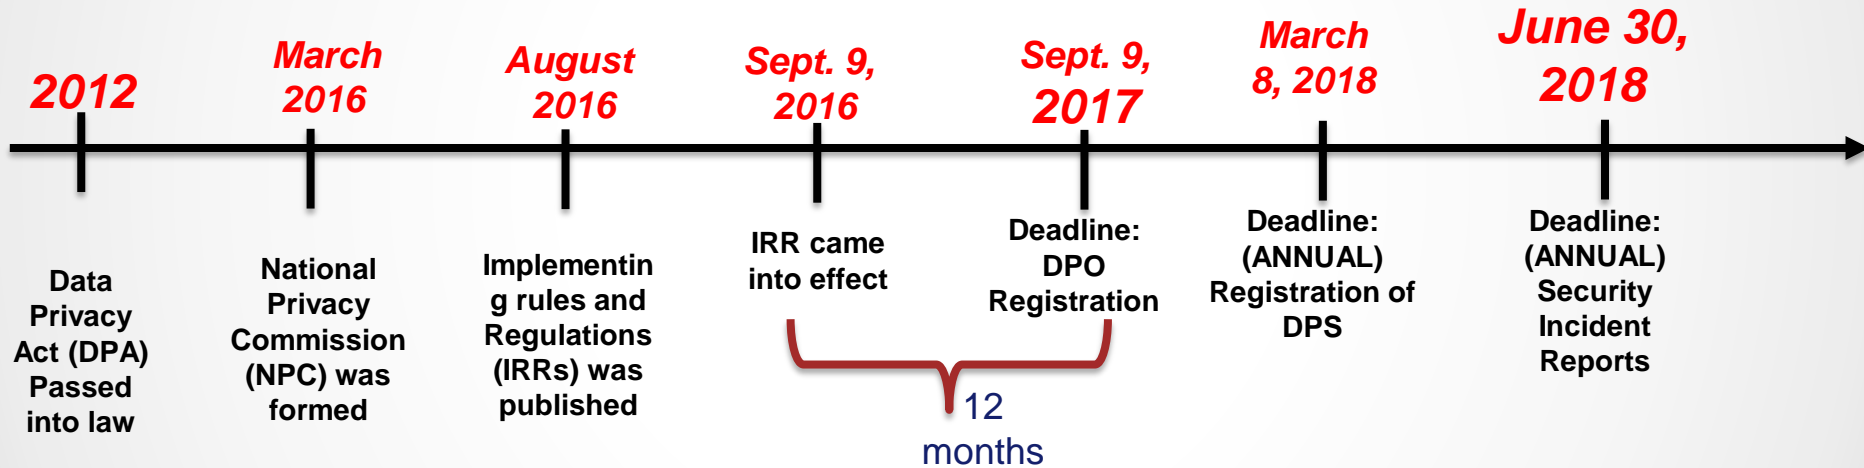 2012
March
2016
August
2016
Sept. 9,
2016
Sept. 9,
2017
March
8, 2018
June 30,
2018
Data
Privacy
Act (DPA)
Passed
into law
National
Privacy
Commission
(NPC) was
formed
Implementin
g rules and
Regulations
(IRRs) was
published
IRR came
into effect
Deadline:
DPO
Registration
Deadline:
(ANNUAL)
Registration of
DPS
Deadline:
(ANNUAL)
Security
Incident
Reports
12
months